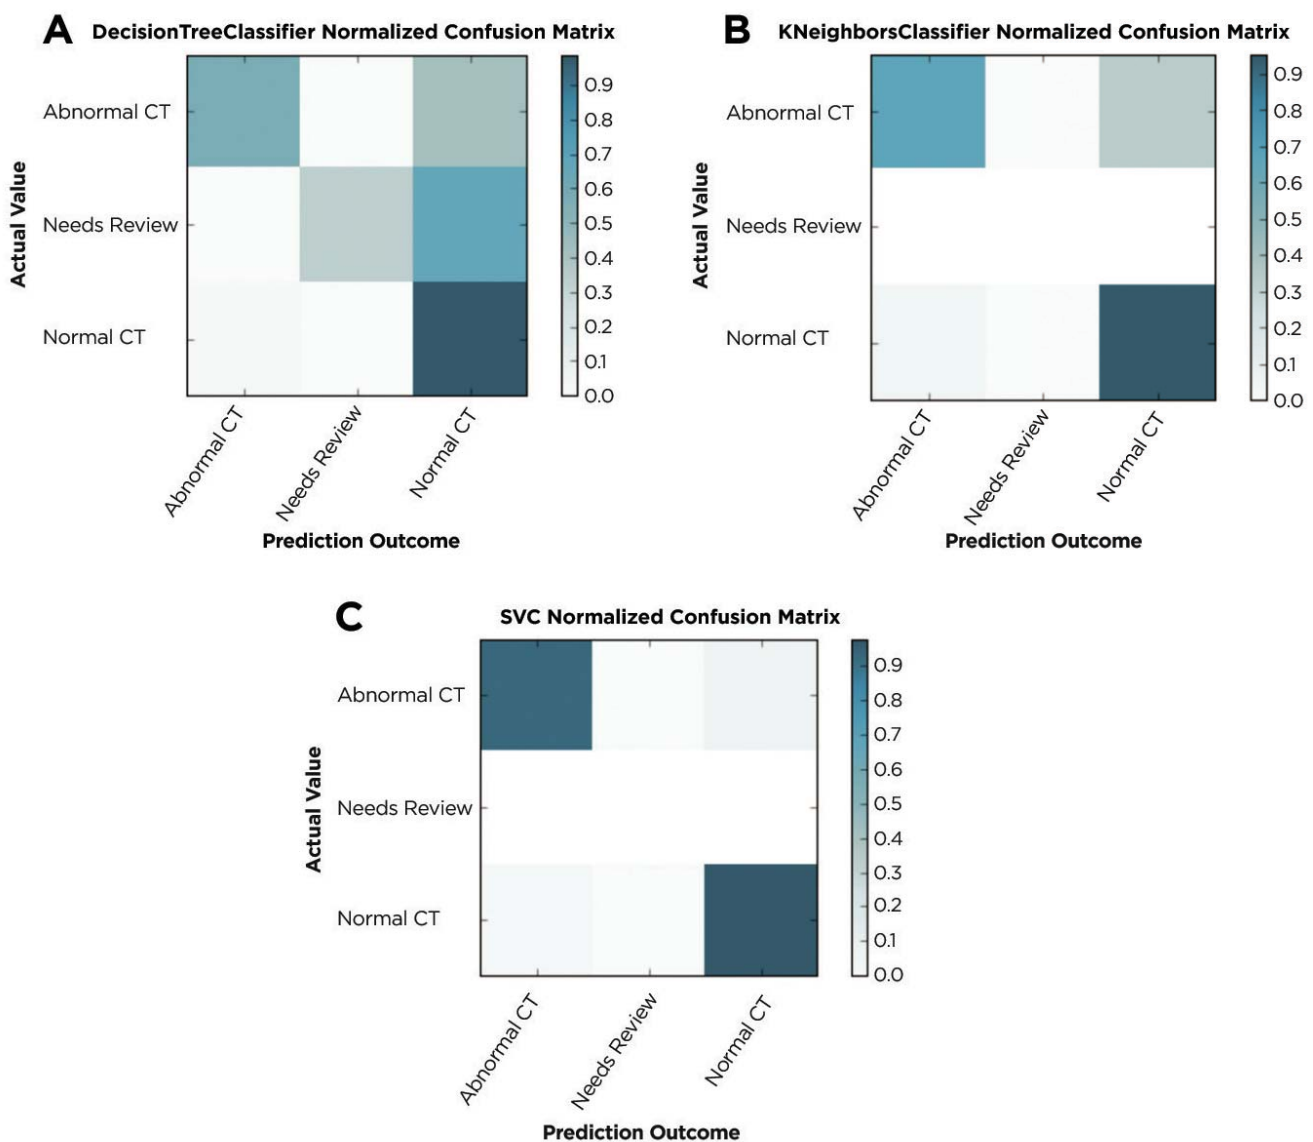 A DecisionTreeClassifier Normalized Confusion Matrix
Actual Value
Abnormal CT
Needs Review
Normal CT
0.9
0.8
0.7
0.6
0.5
0.4
0.3
0.2
0.1
0.0
Abnormal CT
Needs Review
Normal CT
Prediction Outcome
B KNeighborsClassifier Normalized Confusion Matrix
Actual Value
Abnormal CT
Needs Review
Normal CT
0.9
0.8
0.7
0.6
0.5
0.4
0.3
0.2
0.1
0.0
Abnormal CT
Needs Review
Normal CT
Prediction Outcome
C SVC Normalized Confusion Matrix
Actual Value
Abnormal CT
Needs Review
Normal CT
0.9
0.8
0.7
0.6
0.5
0.4
0.3
0.2
0.1
0.0
Abnormal CT
Needs Review
Normal CT
Prediction Outcome